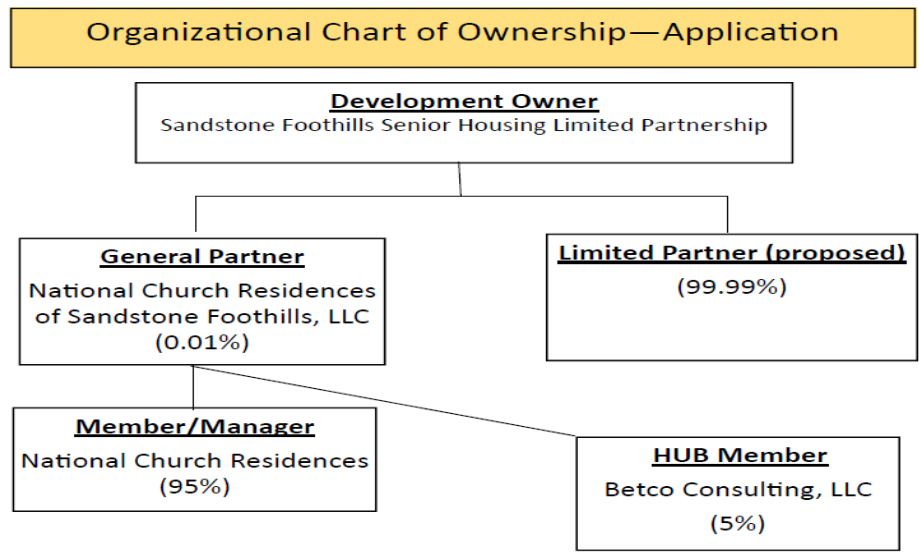 Organizational Chart of Ownership—Application
Development Owner
Sandstone Foothills Senior Housing Limited Partnership
General Partner
National Church Residences
of Sandstone Foothills, LLC
(0.01%)
Limited Partner (proposed)
(99.99%)
Member/Manager
National Church Residences
(95%)
HUB Member
Betco Consulting, LLC
(5%)